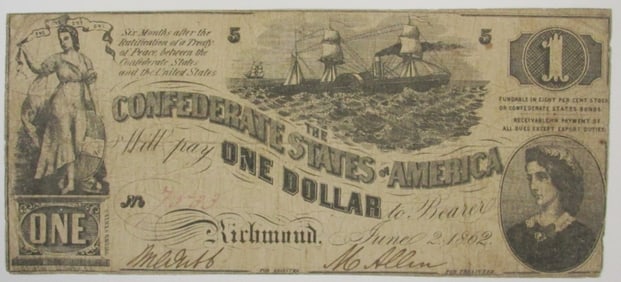 Six Months after the
Ratification of a Treaty
of Peace, between the
Confederate States
and the United States
5
5
1
FUNDABLE IN EIGHT PER CENT STOCK
OR CONFEDERATE STATES BONDS.
RECEIVABLE IN PAYMENT OF
ALL DUES EXCEPT EXPORT DUTIES.
THE
CONFEDERATE STATES OF AMERICA
Will pay
ONE DOLLAR
to Bearer
No
Richmond. June 2, 1862.
ONE
FOR REGISTER
M Allen
FOR TREASURER